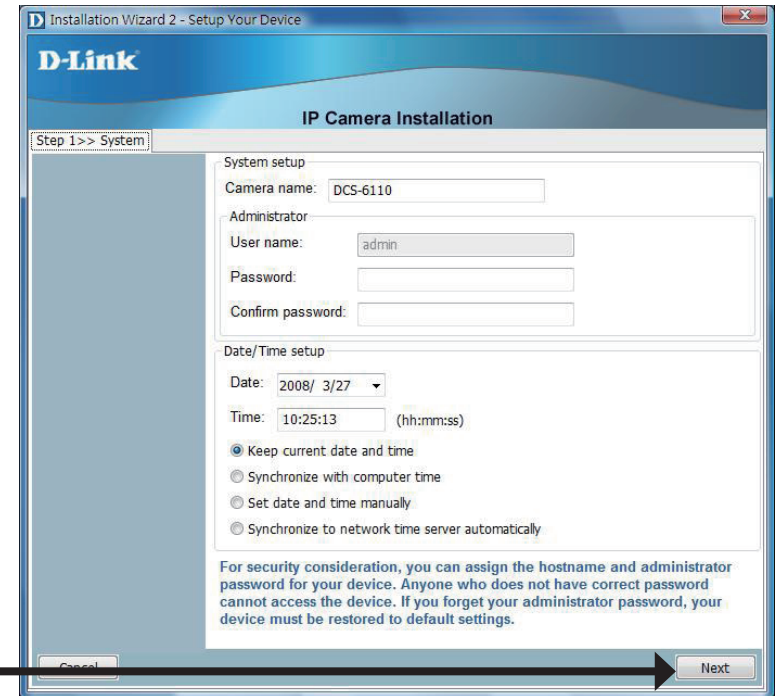 Installation Wizard 2 - Setup Your Device
D-Link
IP Camera Installation
Step 1>> System
System setup
Camera name: DCS-6110
Administrator
User name: admin
Password:
Confirm password:
Date/Time setup
Date: 2008/ 3/27
Time: 10:25:13 (hh:mm:ss)
Keep current date and time
Synchronize with computer time
Set date and time manually
Synchronize to network time server automatically
For security consideration, you can assign the hostname and administrator
password for your device. Anyone who does not have correct password
cannot access the device. If you forget your administrator password, your
device must be restored to default settings.
Cancel Next